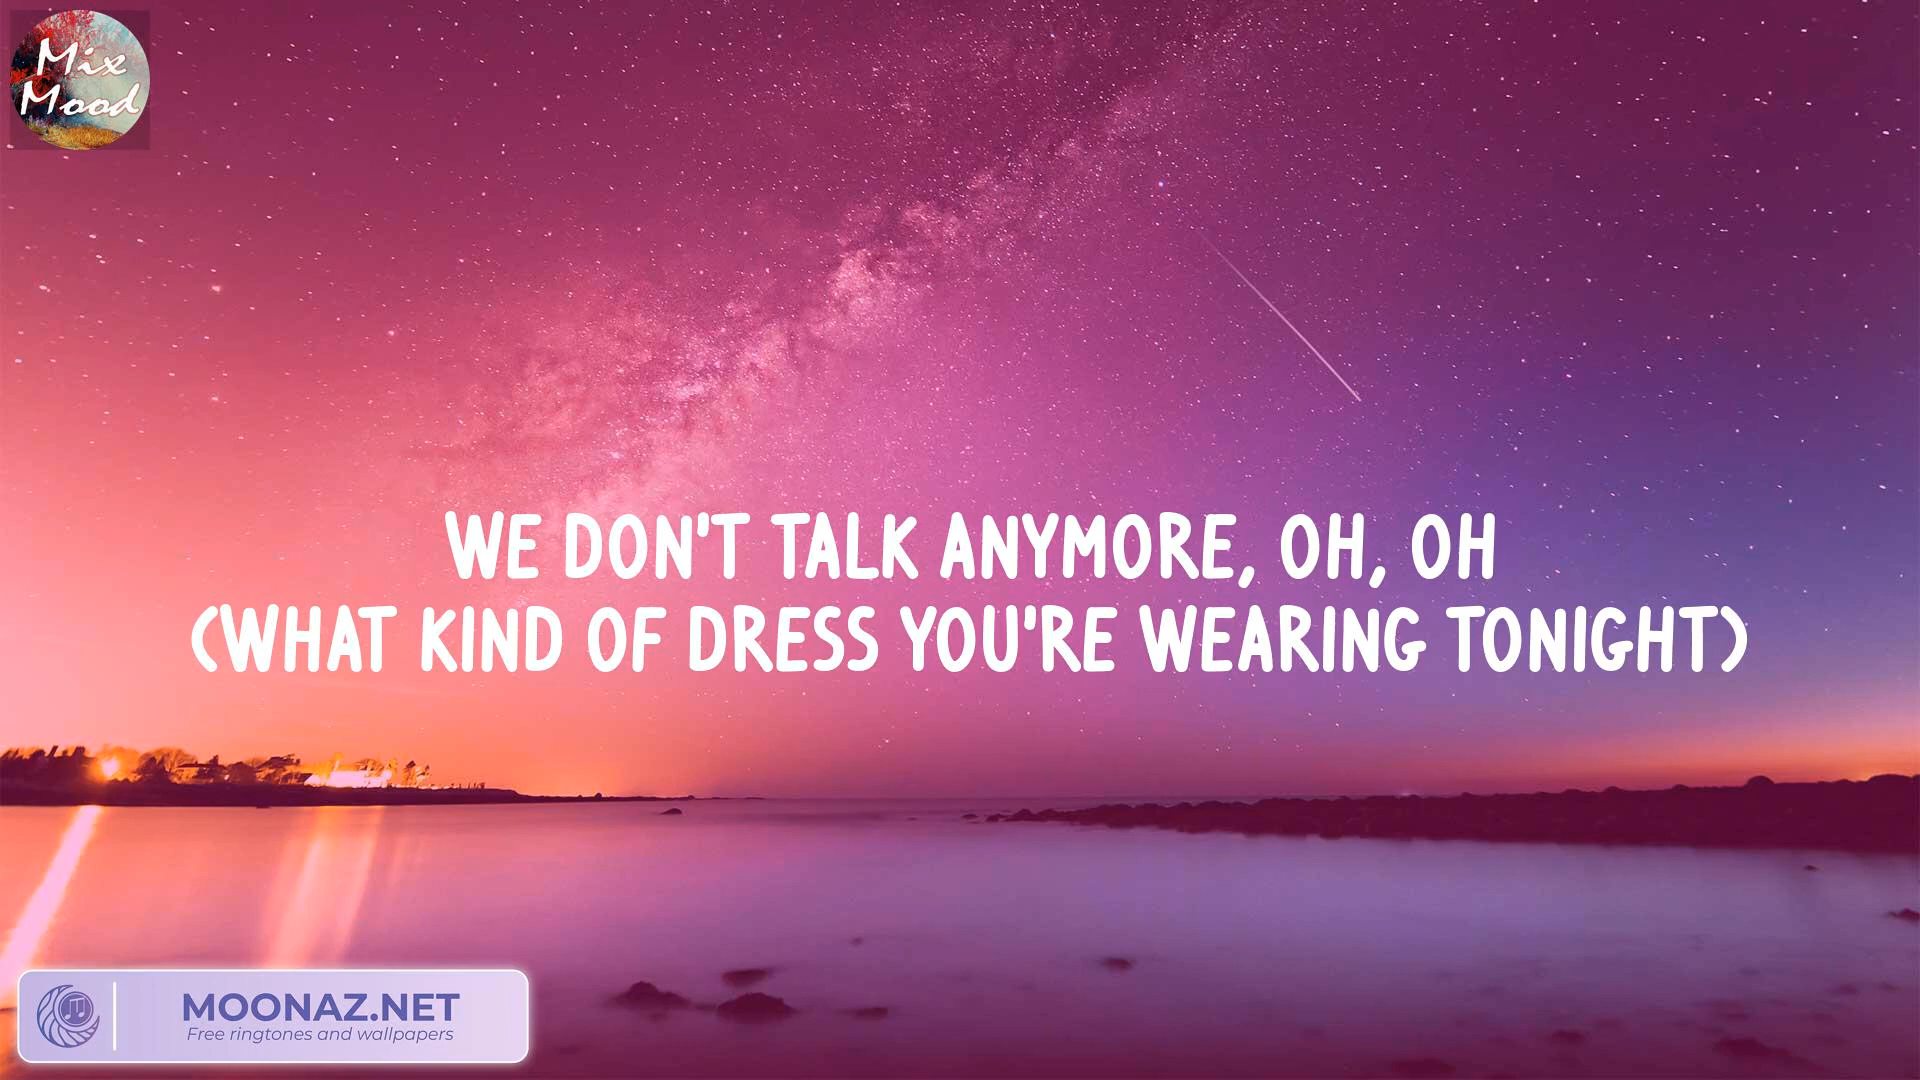 Mix
Mood
WE DON'T TALK ANYMORE, OH, OH
(WHAT KIND OF DRESS YOU'RE WEARING TONIGHT)
MOONAZ.NET
Free ringtones and wallpapers